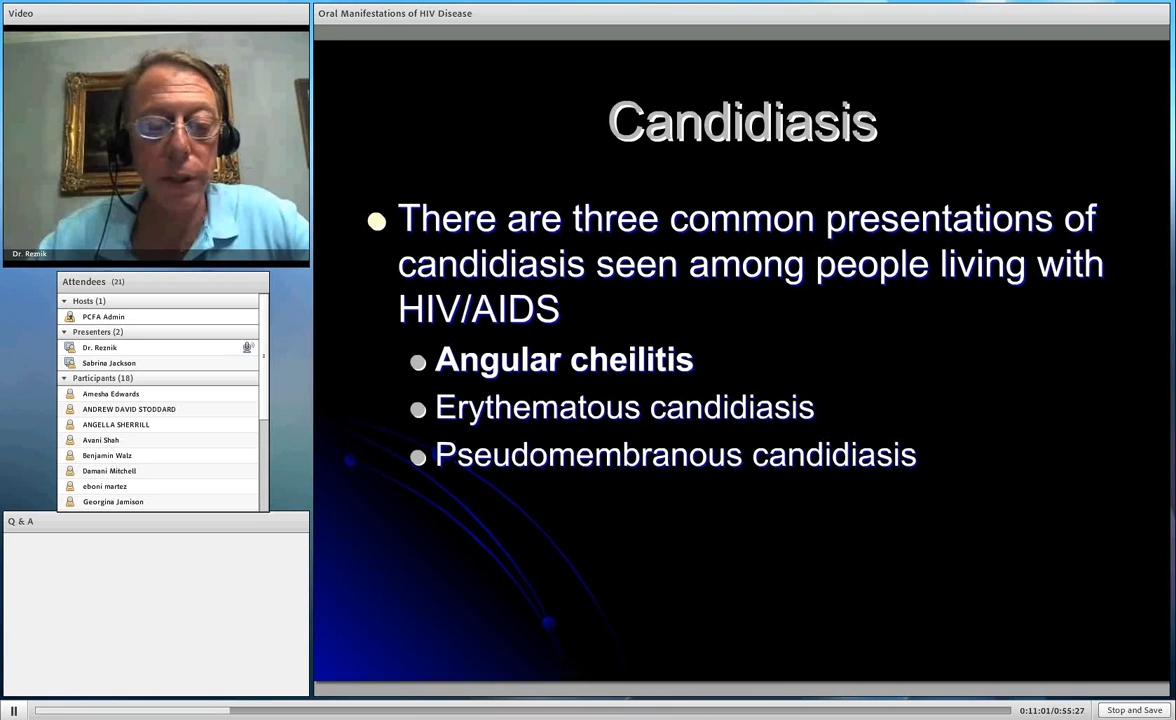 Video
Dr. Reznik
Attendees (21)
Hosts (1)
PCFA Admin
Presenters (2)
Dr. Reznik
Sabrina Jackson
Participants (18)
Amesha Edwards
ANDREW DAVID STODDARD
ANGELLA SHERRILL
Avani Shah
Benjamin Walz
Damani Mitchell
eboni martez
Georgina Jamison
Q & A
Oral Manifestations of HIV Disease
Candidiasis
There are three common presentations of
candidiasis seen among people living with
HIV/AIDS
Angular cheilitis
Erythematous candidiasis
Pseudomembranous candidiasis
0:11:01/0:55:27
Stop and Save